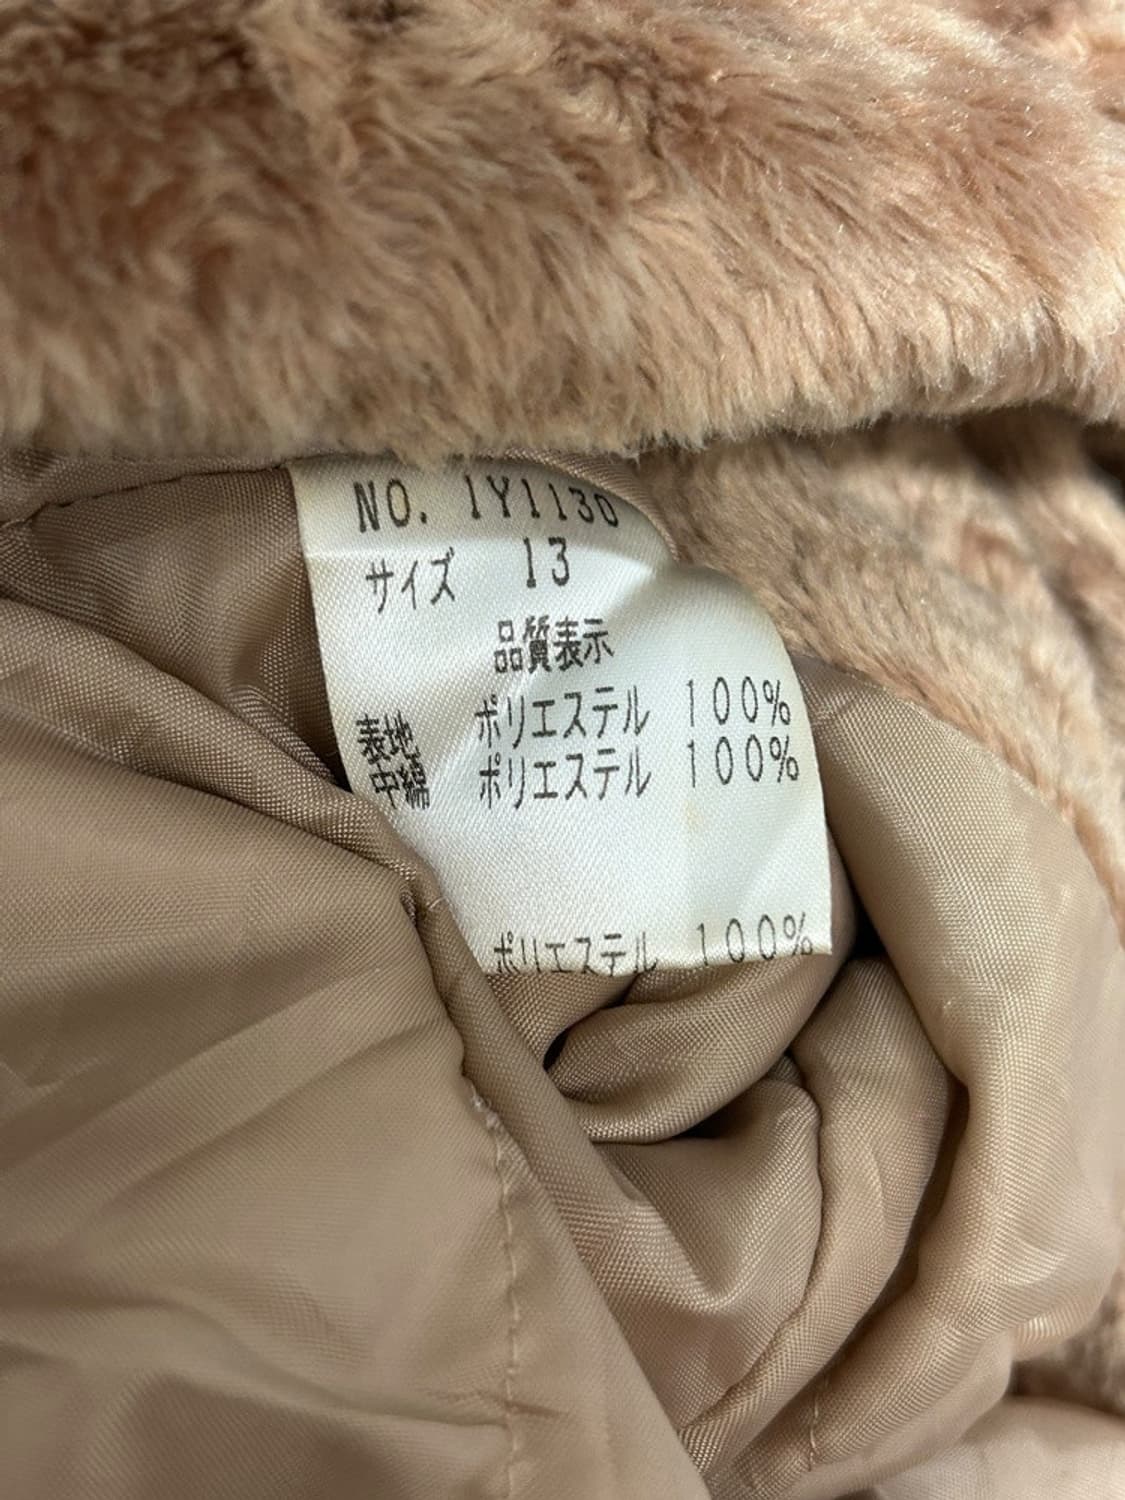 NO. 1Y1130
サイズ 13
品質表示
表地 ポリエステル 100%
中綿 ポリエステル 100%
ポリエステル 100%